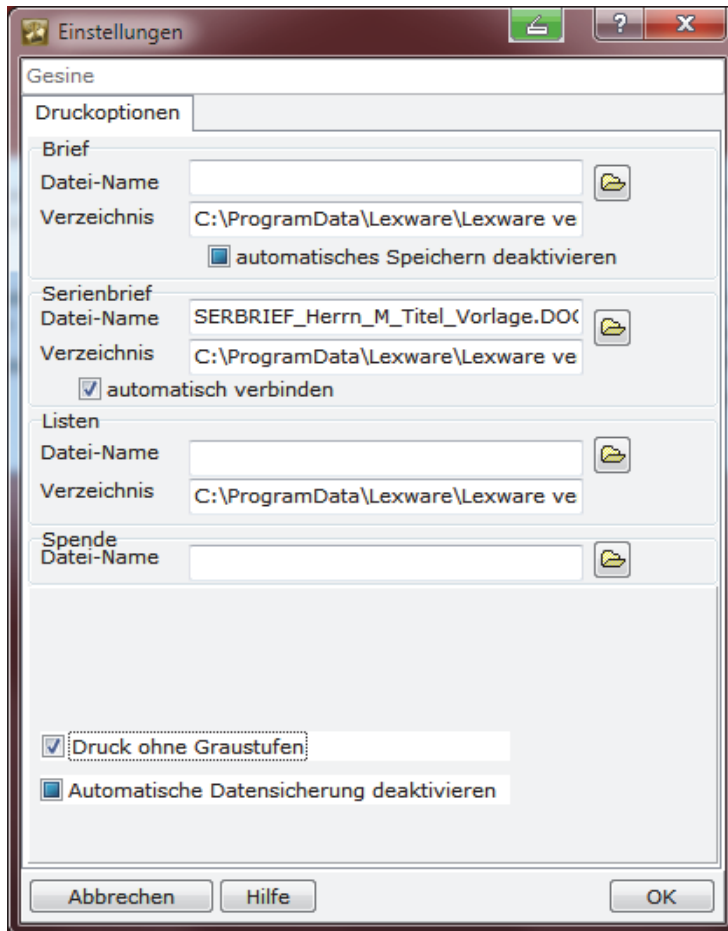 Einstellungen
?
X
Gesine
Druckoptionen
Brief
Datei-Name
Verzeichnis C:\ProgramData\Lexware\Lexware ve
automatisches Speichern deaktivieren
Serienbrief
Datei-Name SERBRIEF_Herrn_M_Titel_Vorlage.DOC
Verzeichnis C:\ProgramData\Lexware\Lexware ve
automatisch verbinden
Listen
Datei-Name
Verzeichnis C:\ProgramData\Lexware\Lexware ve
Spende
Datei-Name
Druck ohne Graustufen
Automatische Datensicherung deaktivieren
Abbrechen Hilfe OK